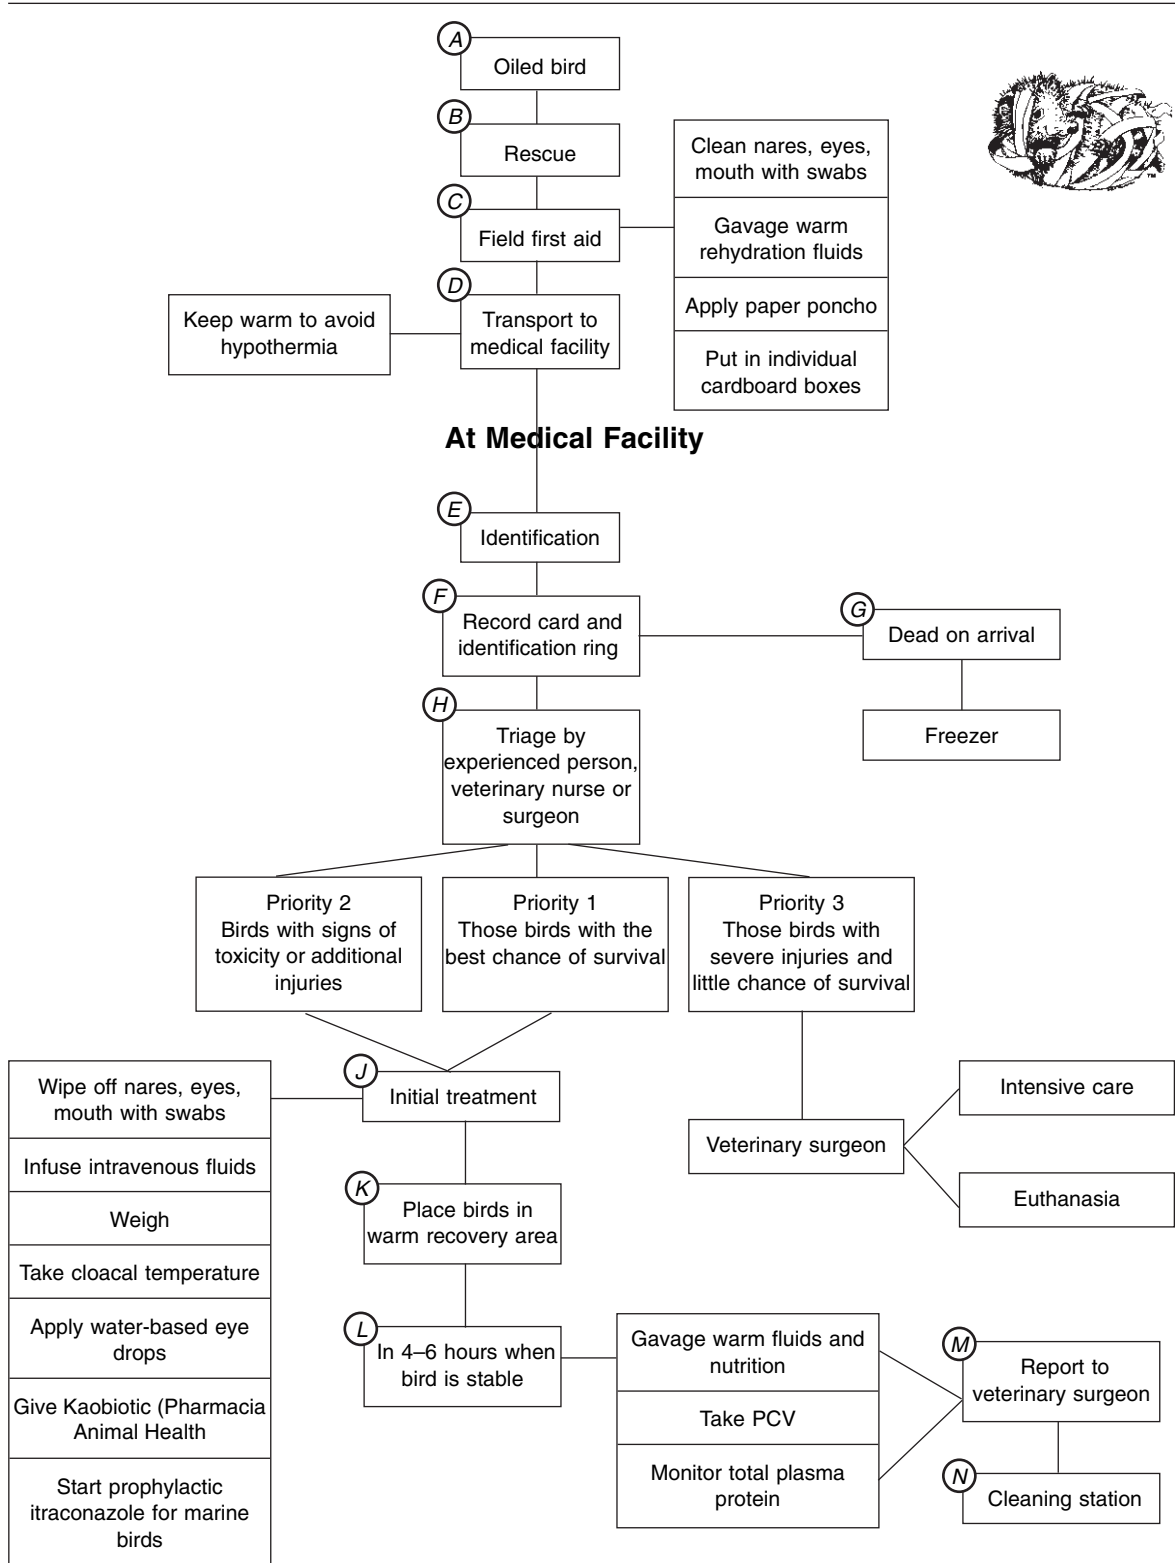 A
Oiled bird
B
Rescue
C
Field first aid
Clean nares, eyes,
mouth with swabs
Gavage warm
rehydration fluids
Apply paper poncho
Put in individual
cardboard boxes
D
Transport to
medical facility
Keep warm to avoid
hypothermia
At Medical Facility
E
Identification
F
Record card and
identification ring
G
Dead on arrival
Freezer
H
Triage by
experienced person,
veterinary nurse or
surgeon
Priority 2
Birds with signs of
toxicity or additional
injuries
Priority 1
Those birds with the
best chance of survival
Priority 3
Those birds with
severe injuries and
little chance of survival
J
Initial treatment
Wipe off nares, eyes,
mouth with swabs
Infuse intravenous fluids
Weigh
Take cloacal temperature
Apply water-based eye
drops
Give Kaobiotic (Pharmacia
Animal Health
Start prophylactic
itraconazole for marine
birds
Veterinary surgeon
Intensive care
Euthanasia
K
Place birds in
warm recovery area
L
In 4–6 hours when
bird is stable
Gavage warm fluids and
nutrition
Take PCV
Monitor total plasma
protein
M
Report to
veterinary surgeon
N
Cleaning station
TM